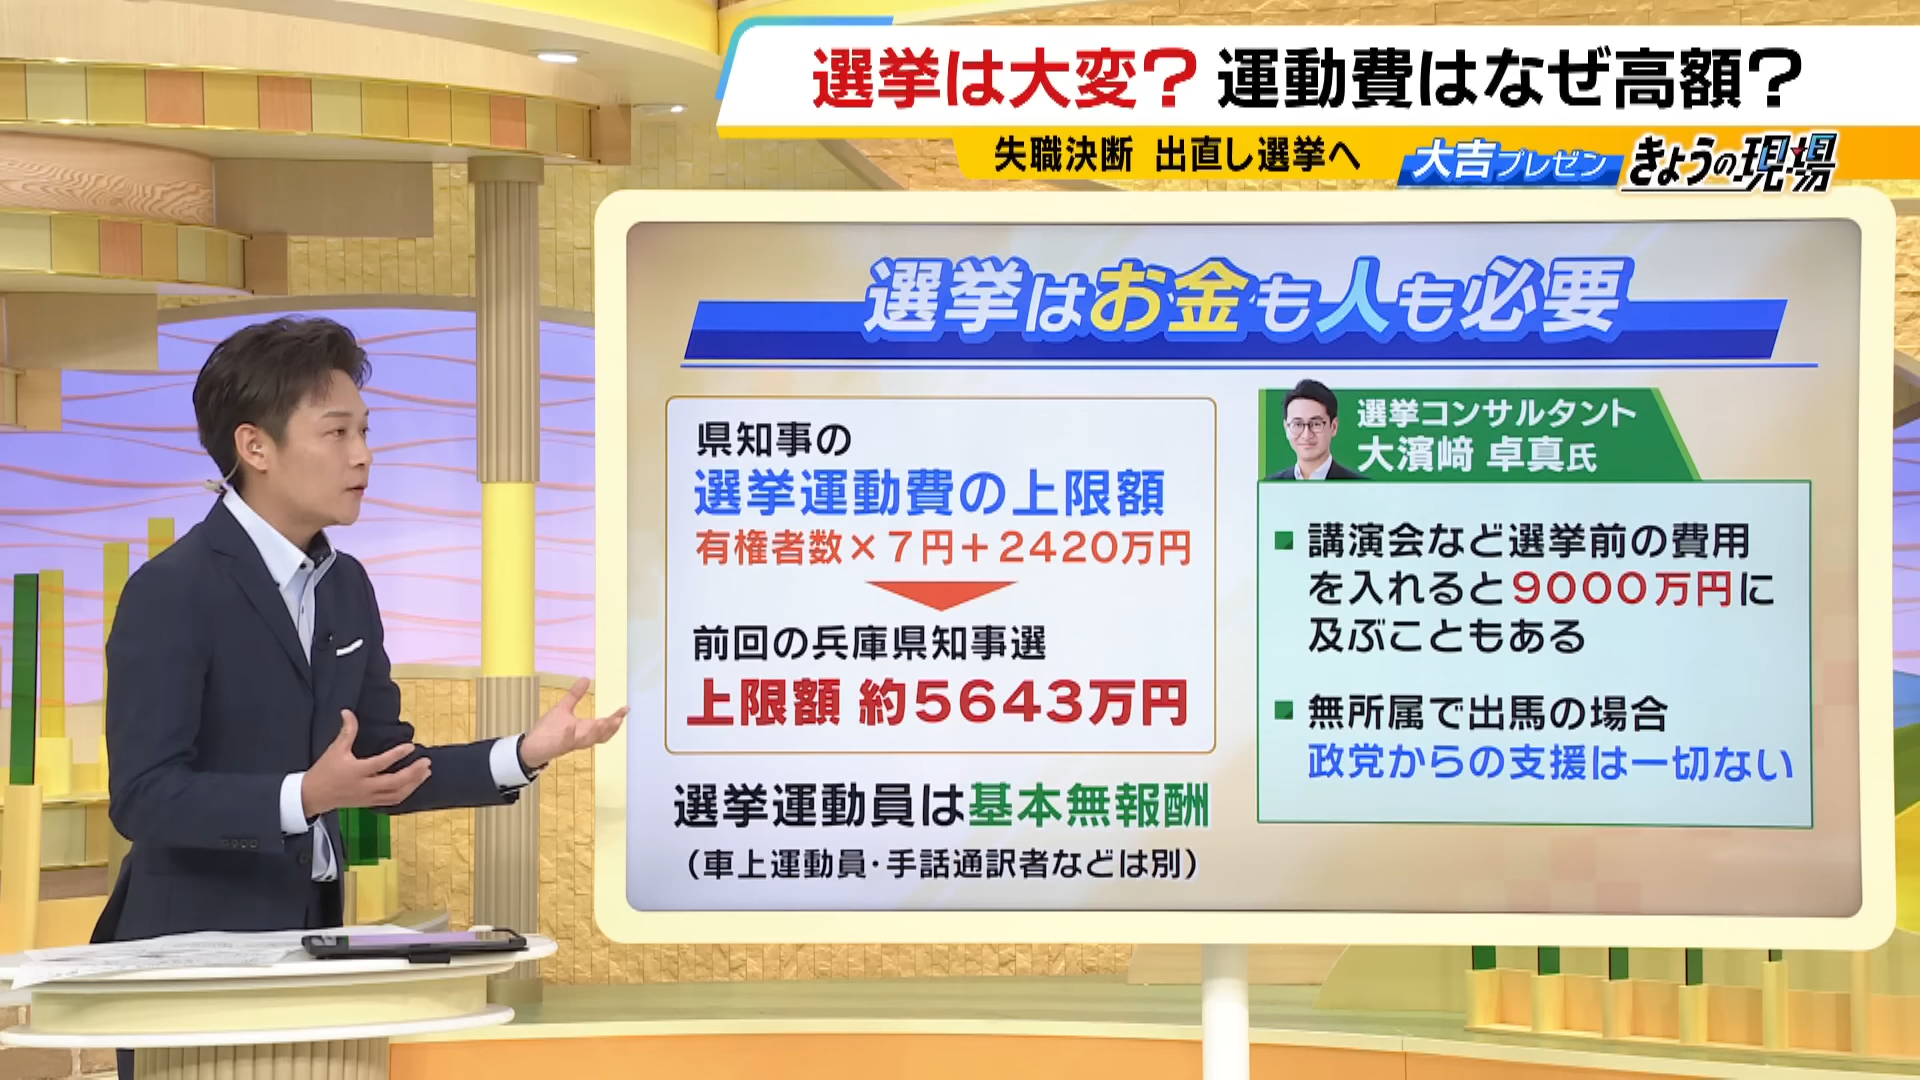 選挙は大変？運動費はなぜ高額？
失職決断 出直し選挙へ
大吉プレゼン きょうの現場
選挙はお金も人も必要
県知事の
選挙運動費の上限額
有権者数×7円＋2420万円
前回の兵庫県知事選
上限額 約5643万円
選挙運動員は基本無報酬
（車上運動員・手話通訳者などは別）
選挙コンサルタント
大濱﨑 卓真氏
■講演会など選挙前の費用
を入れると9000万円に
及ぶこともある
■無所属で出馬の場合
政党からの支援は一切ない